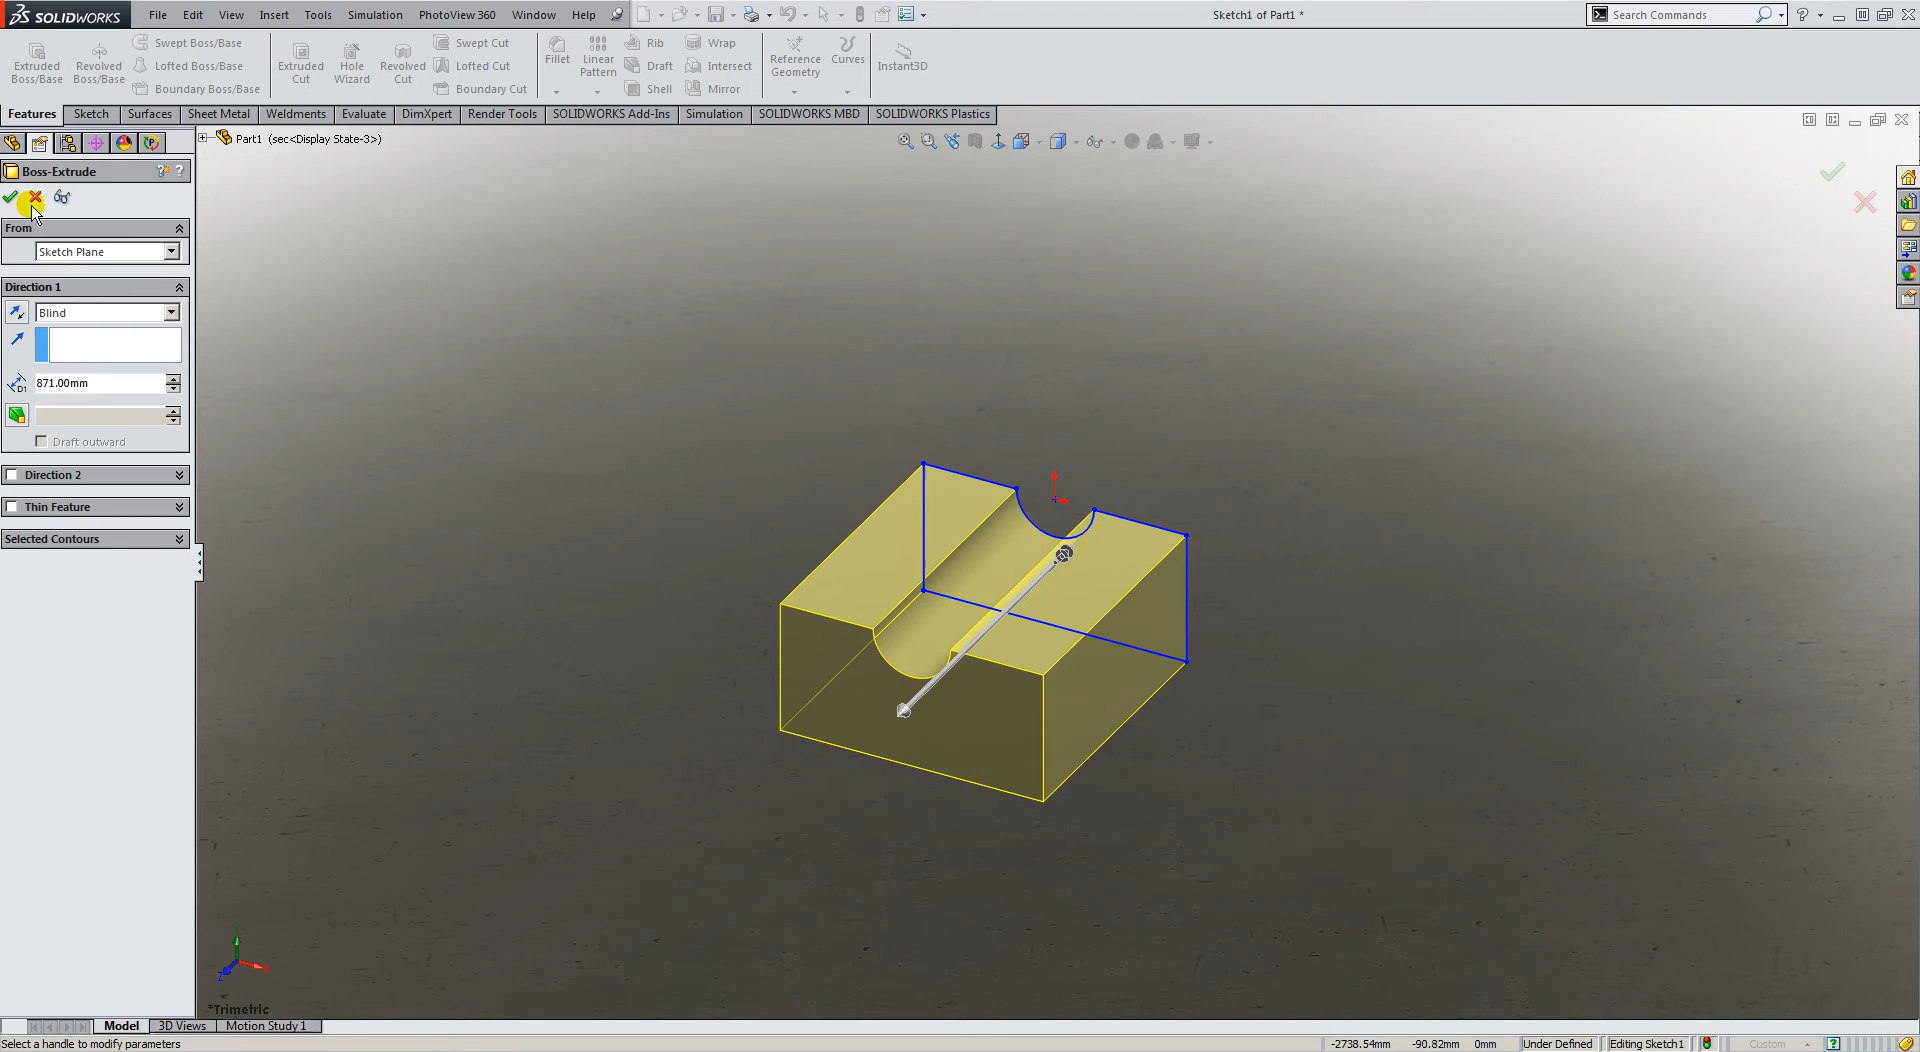 SOLIDWORKS File Edit View Insert Tools Simulation PhotoView 360 Window Help Sketch1 of Part1 * Search Commands
Extruded Boss/Base
Revolved Boss/Base
Swept Boss/Base
Lofted Boss/Base
Boundary Boss/Base
Extruded Cut
Hole Wizard
Revolved Cut
Swept Cut
Lofted Cut
Boundary Cut
Fillet
Linear Pattern
Rib
Draft
Shell
Wrap
Intersect
Mirror
Reference Geometry
Curves
Instant3D
Features Sketch Surfaces Sheet Metal Weldments Evaluate DimXpert Render Tools SOLIDWORKS Add-Ins Simulation SOLIDWORKS MBD SOLIDWORKS Plastics
Part1 (sec<Display State-3>)
Boss-Extrude
From
Sketch Plane
Direction 1
Blind
D1 871.00mm
Draft outward
Direction 2
Thin Feature
Selected Contours
Y
X
Z
*Trimetric
Model 3D Views Motion Study 1
Select a handle to modify parameters -2738.54mm -90.82mm 0mm Under Defined Editing Sketch1 Custom